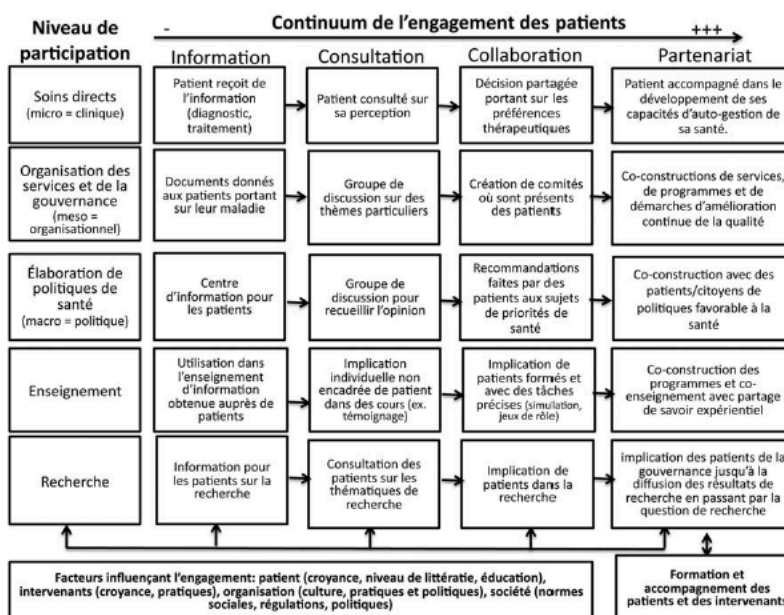 Niveau de
participation
-
Continuum de l'engagement des patients
+++
Information
Consultation
Collaboration
Partenariat
Soins directs
(micro = clinique)
Patient reçoit de
l'information
(diagnostic,
traitement)
Patient consulté sur
sa perception
Décision partagée
portant sur les
préférences
thérapeutiques
Patient accompagné dans le
développement de ses
capacités d'auto-gestion de
sa santé.
Organisation des
services et de la
gouvernance
(meso =
organisationnel)
Documents donnés
aux patients portant
sur leur maladie
Groupe de
discussion sur des
thèmes particuliers
Création de comités
où sont présents
des patients
Co-constructions de services,
de programmes et de
démarches d'amélioration
continue de la qualité
Élaboration de
politiques de
santé
(macro = politique)
Centre
d'information pour
les patients
Groupe de
discussion pour
recueillir l'opinion
Recommandations
faites par des
patients aux sujets
de priorités de
santé
Co-construction avec des
patients/citoyens de
politiques favorable à la
santé
Enseignement
Utilisation dans
l'enseignement
d'information
obtenue auprès de
patients
Implication
individuelle non
encadrée de patient
dans des cours (ex.
témoignage)
Implication de
patients formés et
avec des tâches
précises (simulation,
jeux de rôle)
Co-construction des
programmes et co-
enseignement avec partage
de savoir expérientiel
Recherche
Information pour
les patients sur la
recherche
Consultation des
patients sur les
thématiques de
recherche
Implication de
patients dans la
recherche
implication des patients de la
gouvernance jusqu'à la
diffusion des résultats de
recherche en passant par la
question de recherche
Facteurs influençant l'engagement: patient (croyance, niveau de littératie, éducation),
intervenants (croyance, pratiques), organisation (culture, pratiques et politiques), société (normes
sociales, régulations, politiques)
Formation et
accompagnement des
patients et des intervenants